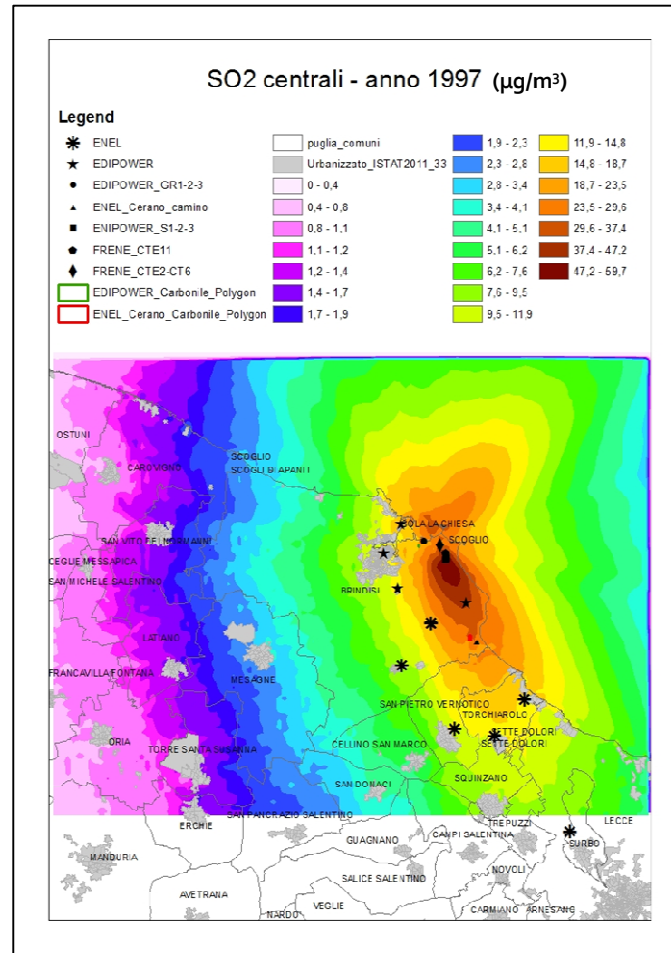 SO2 centrali - anno 1997 (µg/m³)
Legend
ENEL
EDIPOWER
EDIPOWER_GR1-2-3
ENEL_Cerano_camino
ENIPOWER_S1-2-3
FRENE_CTE11
FRENE_CTE2-CT6
EDIPOWER_Carbonile_Polygon
ENEL_Cerano_Carbonile_Polygon
puglia_comuni
Urbanizzato_ISTAT2011_33
0 - 0,4
0,4 - 0,8
0,8 - 1,1
1,1 - 1,2
1,2 - 1,4
1,4 - 1,7
1,7 - 1,9
1,9 - 2,3
2,3 - 2,8
2,8 - 3,4
3,4 - 4,1
4,1 - 5,1
5,1 - 6,2
6,2 - 7,6
7,6 - 9,5
9,5 - 11,9
11,9 - 14,8
14,8 - 18,7
18,7 - 23,5
23,5 - 29,6
29,6 - 37,4
37,4 - 47,2
47,2 - 59,7
OSTUNI
SCOGLIO
CAROVIGNO
SCOGLI DI APANITI
BOLA LA CHIESA
SCOGLIO
SAN VITO DEI NORMANNI
CEGLIE MESSAPICA
SAN MICHELE SALENTINO
BRINDISI
LATIANO
FRANCAVILLA FONTANA
MESAGNE
SAN PIETRO VERNOTICO
TORCHIAROLO
SETTE DOLORI
SETTE DOLORI
ORIA
TORRE SANTA SUSANNA
CELLINO SAN MARCO
SQUINZANO
SAN DONACI
SAN PANCRAZIO SALENTINO
ERCHIE
TREPUZZI
LECCE
GUAGNANO
CAMPI SALENTINA
SURBO
MANDURIA
NOVOLI
SALICE SALENTINO
AVETRANA
VEGLIE
NARDO
CARMIANO
ARNESANO